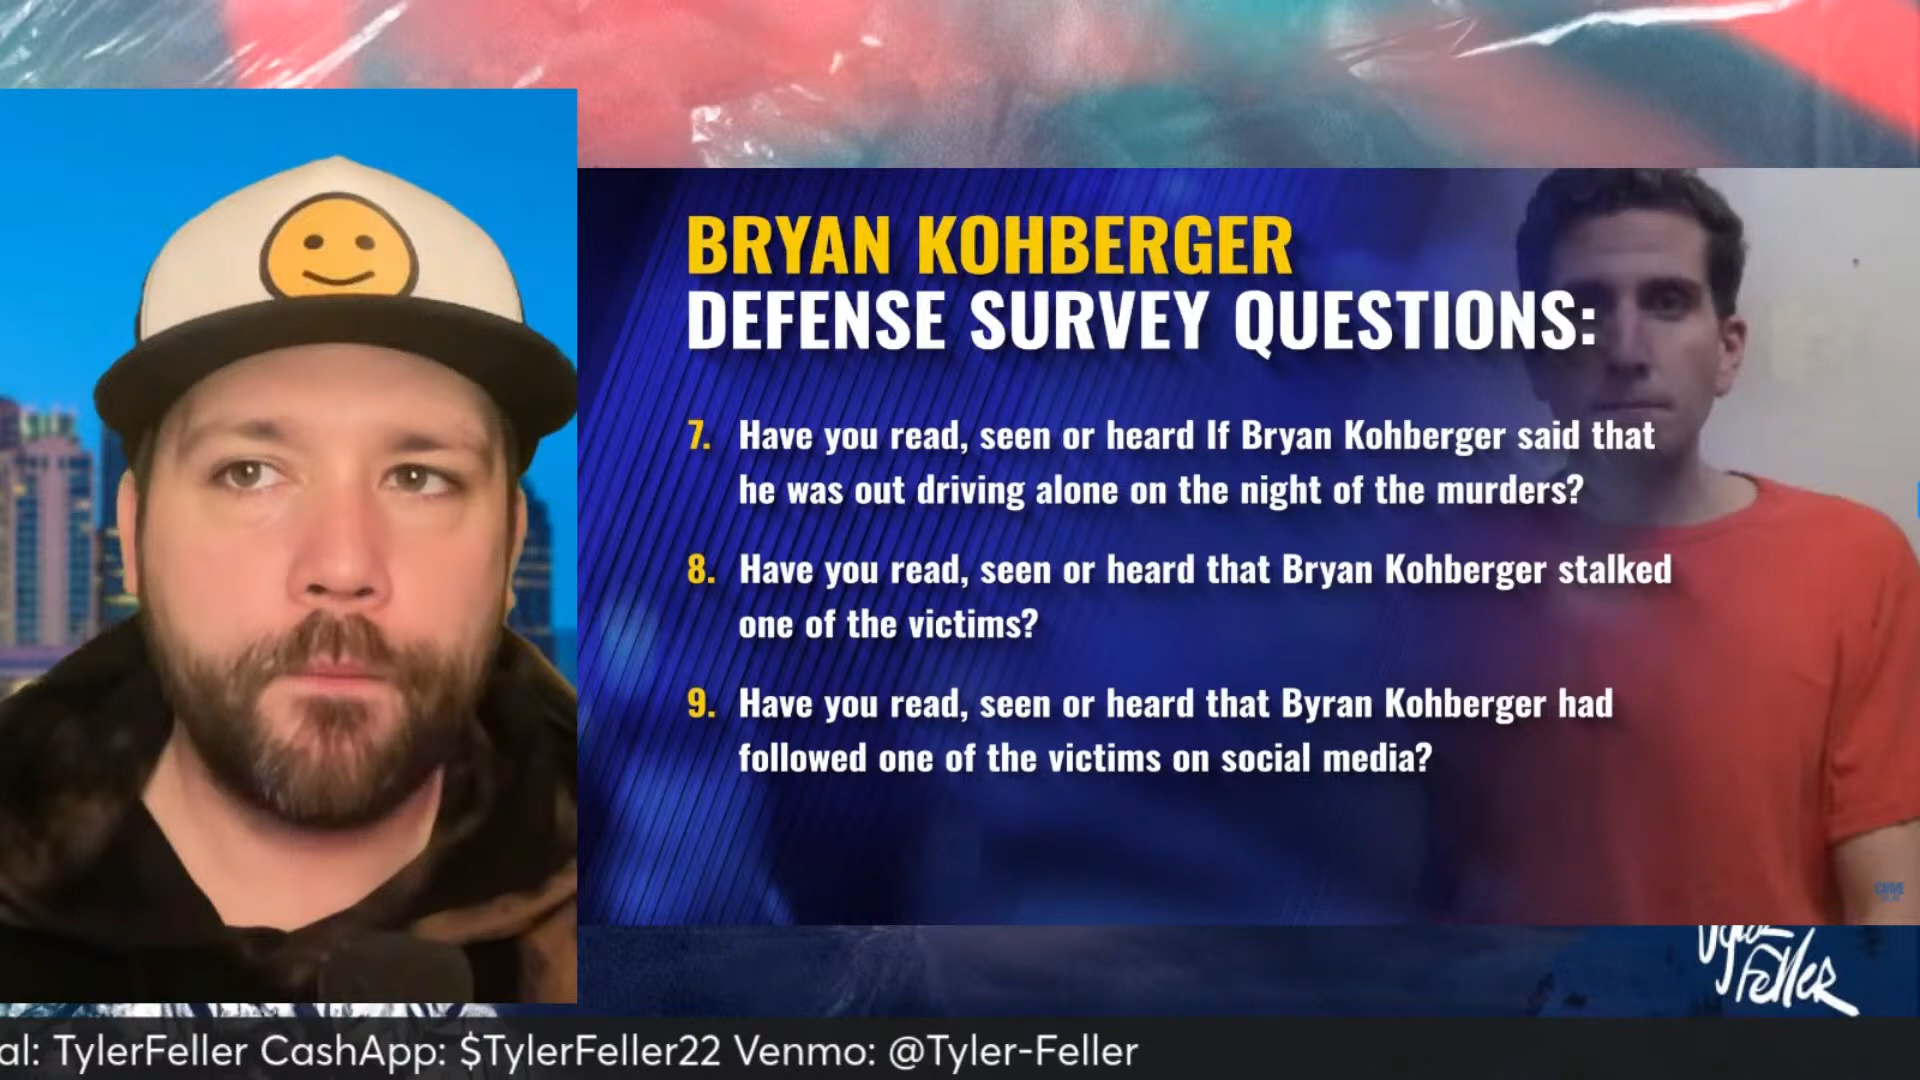 BRYAN KOHBERGER
DEFENSE SURVEY QUESTIONS:
7. Have you read, seen or heard If Bryan Kohberger said that
he was out driving alone on the night of the murders?
8. Have you read, seen or heard that Bryan Kohberger stalked
one of the victims?
9. Have you read, seen or heard that Byran Kohberger had
followed one of the victims on social media?
CRIME
Tyler
Feller
al: TylerFeller CashApp: $TylerFeller22 Venmo: @Tyler-Feller